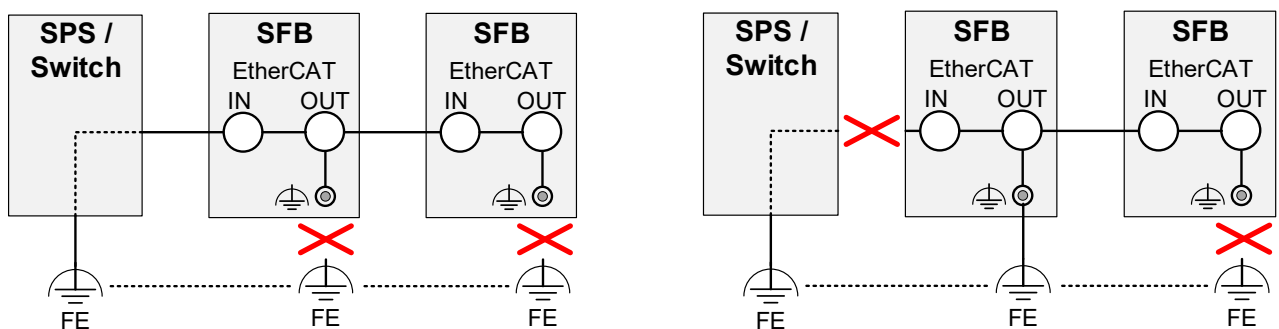 SPS /
Switch
SFB
EtherCAT
IN OUT
SFB
EtherCAT
IN OUT
FE
FE
FE
SPS /
Switch
SFB
EtherCAT
IN OUT
SFB
EtherCAT
IN OUT
FE
FE
FE